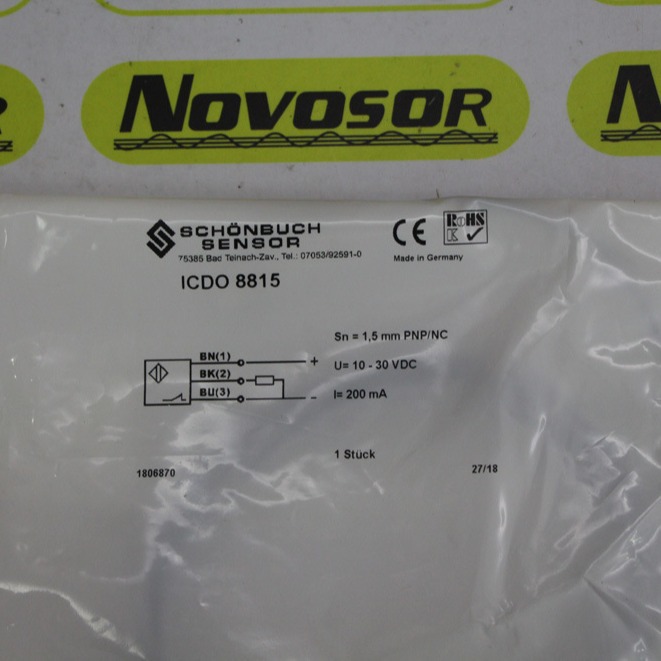 NOVOSOR
SCHÖNBUCH
SENSOR
75385 Bad Teinach-Zav., Tel.: 07053/92591-0
CE
RoHS
Made in Germany
ICDO 8815
Sn = 1,5 mm PNP/NC
BN(1) +
U= 10 - 30 VDC
BK(2)
BU(3) -
I= 200 mA
1 Stück
1806870
27/18